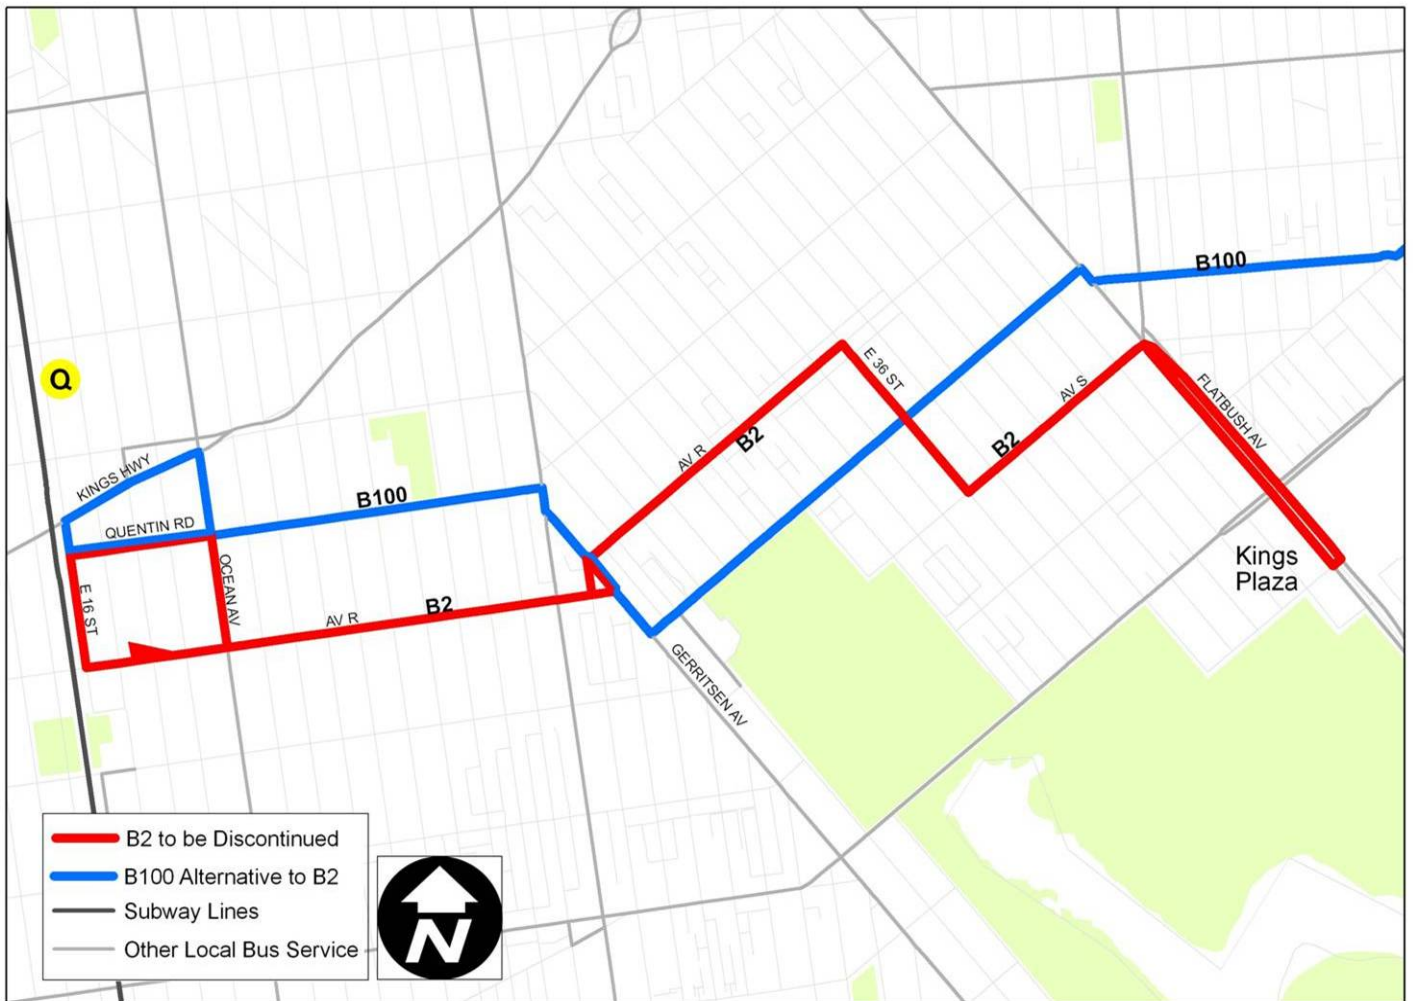 B100
E 36 ST
AV S
FLATBUSH AV
Q
AV R
B2
B2
KINGS HWY
B100
QUENTIN RD
OCEAN AV
E 16 ST
B2
AV R
Kings
Plaza
GERRITSEN AV
B2 to be Discontinued
B100 Alternative to B2
Subway Lines
Other Local Bus Service
N